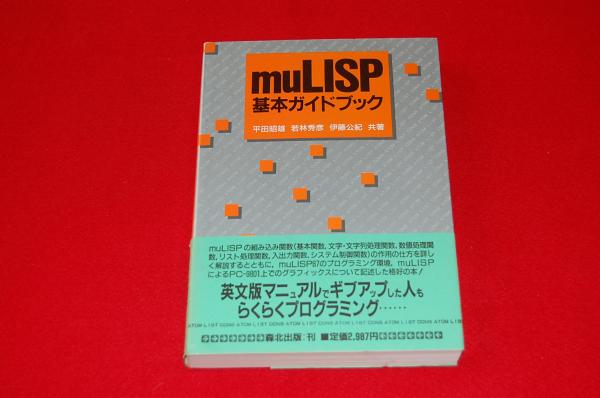 muLISP
基本ガイドブック
平田昭雄 若林秀彦 伊藤公紀 共著
muLISPの組み込み関数(基本関数, 文字・文字列処理関数, 数値処理関
数, リスト処理関数, 入出力関数, システム制御関数)の作用の仕方を詳し
く解説するとともに, muLISP87のプログラミング環境, muLISP
によるPC-9801上でのグラフィックスについて記述した格好の本!
英文版マニュアルでギブアップした人も
らくらくプログラミング……
ATOM LIST CONS ATOM LIST CONS ATOM LIST CONS ATOM LIST CONS ATOM LIST
森北出版:刊 ■定価2,987円